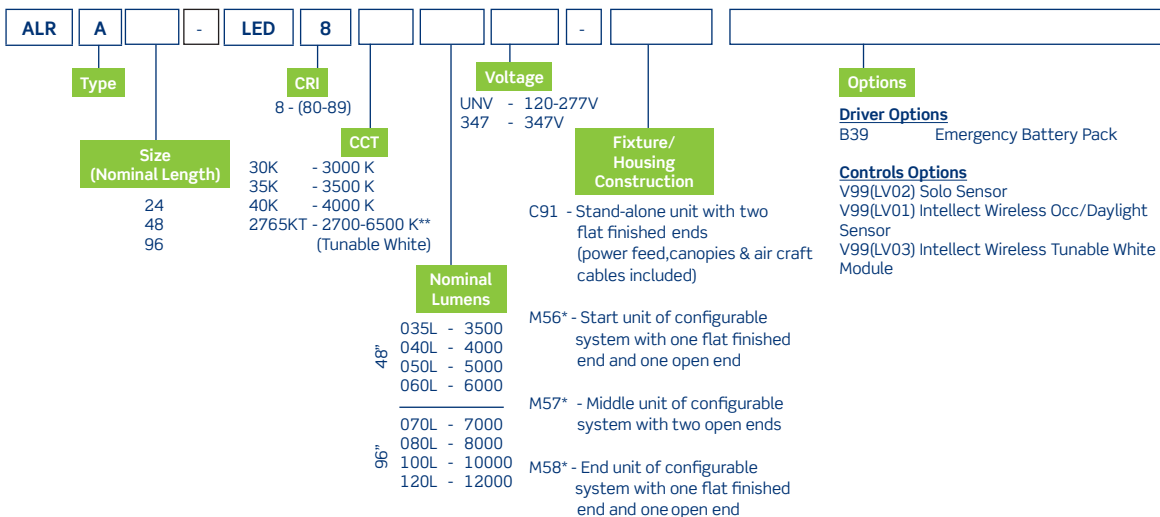 ALR A - LED 8 -
Type
Size
(Nominal Length)
24
48
96
CRI
8 - (80-89)
CCT
30K - 3000 K
35K - 3500 K
40K - 4000 K
2765KT - 2700-6500 K**
(Tunable White)
Nominal
Lumens
48"
035L - 3500
040L - 4000
050L - 5000
060L - 6000
96"
070L - 7000
080L - 8000
100L - 10000
120L - 12000
Voltage
UNV - 120-277V
347 - 347V
Fixture/
Housing
Construction
C91 - Stand-alone unit with two
flat finished ends
(power feed,canopies & air craft
cables included)
M56* - Start unit of configurable
system with one flat finished
end and one open end
M57* - Middle unit of configurable
system with two open ends
M58* - End unit of configurable
system with one flat finished
end and one open end
Options
Driver Options
B39 Emergency Battery Pack
Controls Options
V99(LV02) Solo Sensor
V99(LV01) Intellect Wireless Occ/Daylight
Sensor
V99(LV03) Intellect Wireless Tunable White
Module